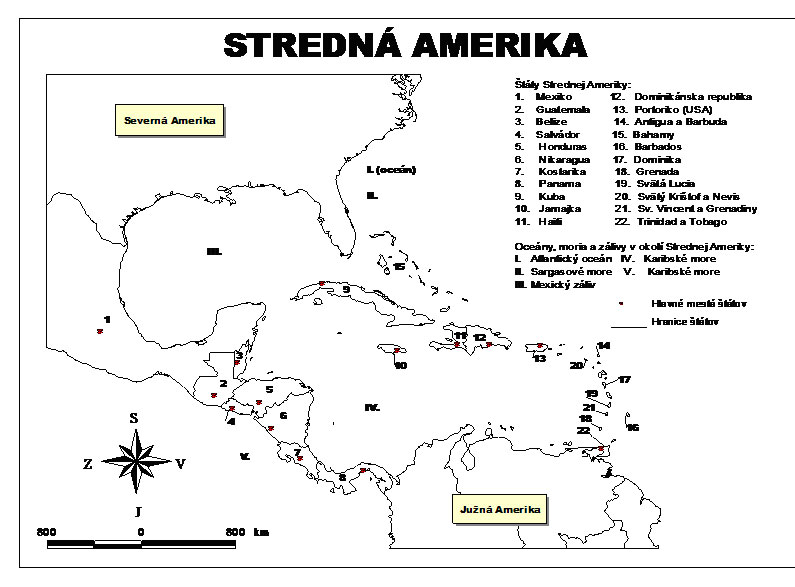 STREDNÁ AMERIKA
Severná Amerika
I. (oceán)
II.
III.
Štáty Strednej Ameriky:
1. Mexiko 12. Dominikánska republika
2. Guatemala 13. Portoriko (USA)
3. Belize 14. Antigua a Barbuda
4. Salvádor 15. Bahamy
5. Honduras 16. Barbados
6. Nikaragua 17. Dominika
7. Kostarika 18. Grenada
8. Panama 19. Svätá Lucia
9. Kuba 20. Svätý Krištof a Nevis
10. Jamajka 21. Sv. Vincent a Grenadiny
11. Haiti 22. Trinidad a Tobago
Oceány, moria a zálivy v okolí Strednej Ameriky:
I. Atlantický oceán IV. Karibské more
II. Sargasové more V. Karibské more
III. Mexický záliv
Hlavné mestá štátov
Hranice štátov
15
9
1
11
12
13
14
10
3
20
2
17
5
19
IV.
21
4
6
18
16
22
V.
7
8
S
Z V
J
Južná Amerika
800 0 800 km